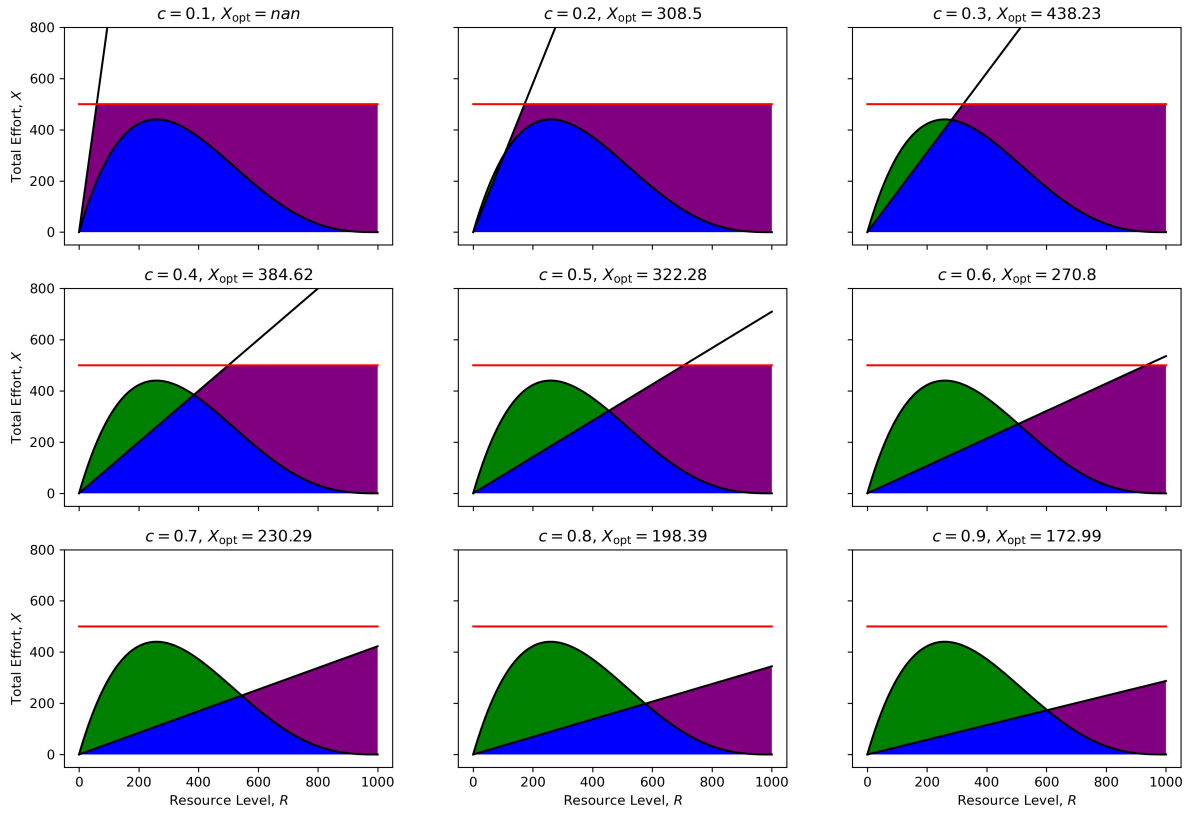 c = 0.1, X_opt = nan
c = 0.2, X_opt = 308.5
c = 0.3, X_opt = 438.23
800
600
400
200
0
Total Effort, X
c = 0.4, X_opt = 384.62
c = 0.5, X_opt = 322.28
c = 0.6, X_opt = 270.8
800
600
400
200
0
Total Effort, X
c = 0.7, X_opt = 230.29
c = 0.8, X_opt = 198.39
c = 0.9, X_opt = 172.99
800
600
400
200
0
Total Effort, X
0 200 400 600 800 1000
Resource Level, R
0 200 400 600 800 1000
Resource Level, R
0 200 400 600 800 1000
Resource Level, R